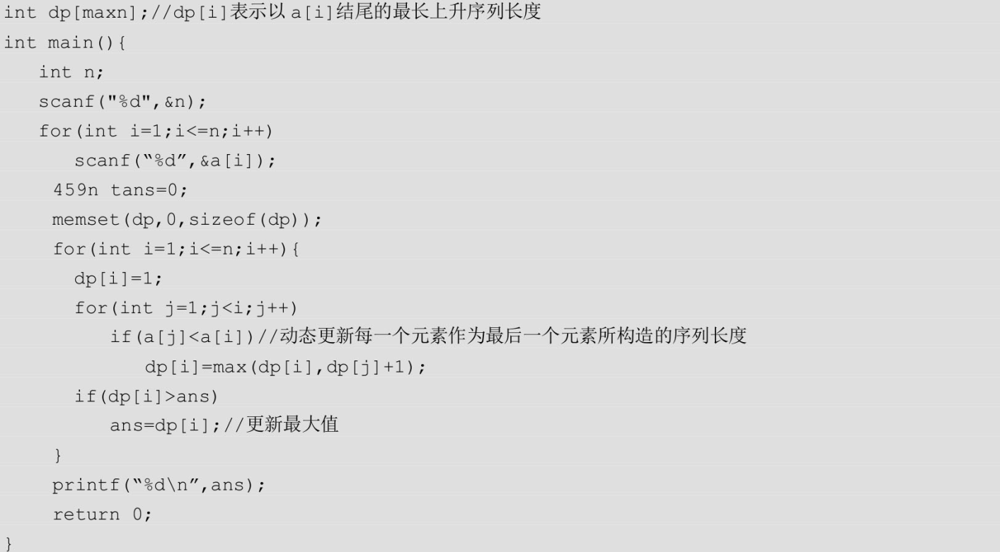 int dp[maxn];//dp[i]表示以a[i]结尾的最长上升序列长度
int main(){
int n;
scanf("%d",&n);
for(int i=1;i<=n;i++)
scanf(“%d”,&a[i]);
459n tans=0;
memset(dp,0,sizeof(dp));
for(int i=1;i<=n;i++){
dp[i]=1;
for(int j=1;j<i;j++)
if(a[j]<a[i])//动态更新每一个元素作为最后一个元素所构造的序列长度
dp[i]=max(dp[i],dp[j]+1);
if(dp[i]>ans)
ans=dp[i];//更新最大值
}
printf(“%d\n”,ans);
return 0;
}